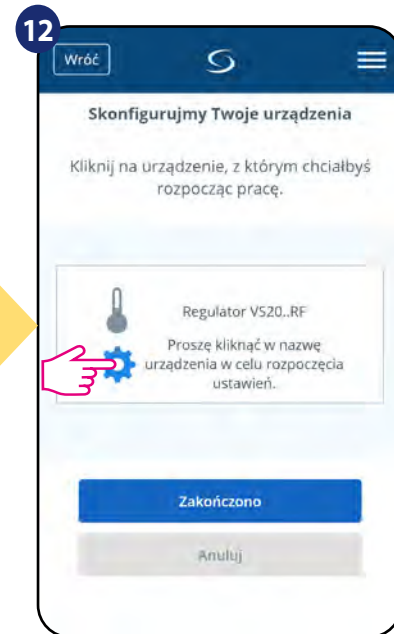 12
Wróć
Skonfigurujmy Twoje urządzenia
Kliknij na urządzenie, z którym chciałbyś
rozpocząc pracę.
Regulator VS20..RF
Proszę kliknąć w nazwę
urządzenia w celu rozpoczęcia
ustawień.
Zakończono
Anuluj